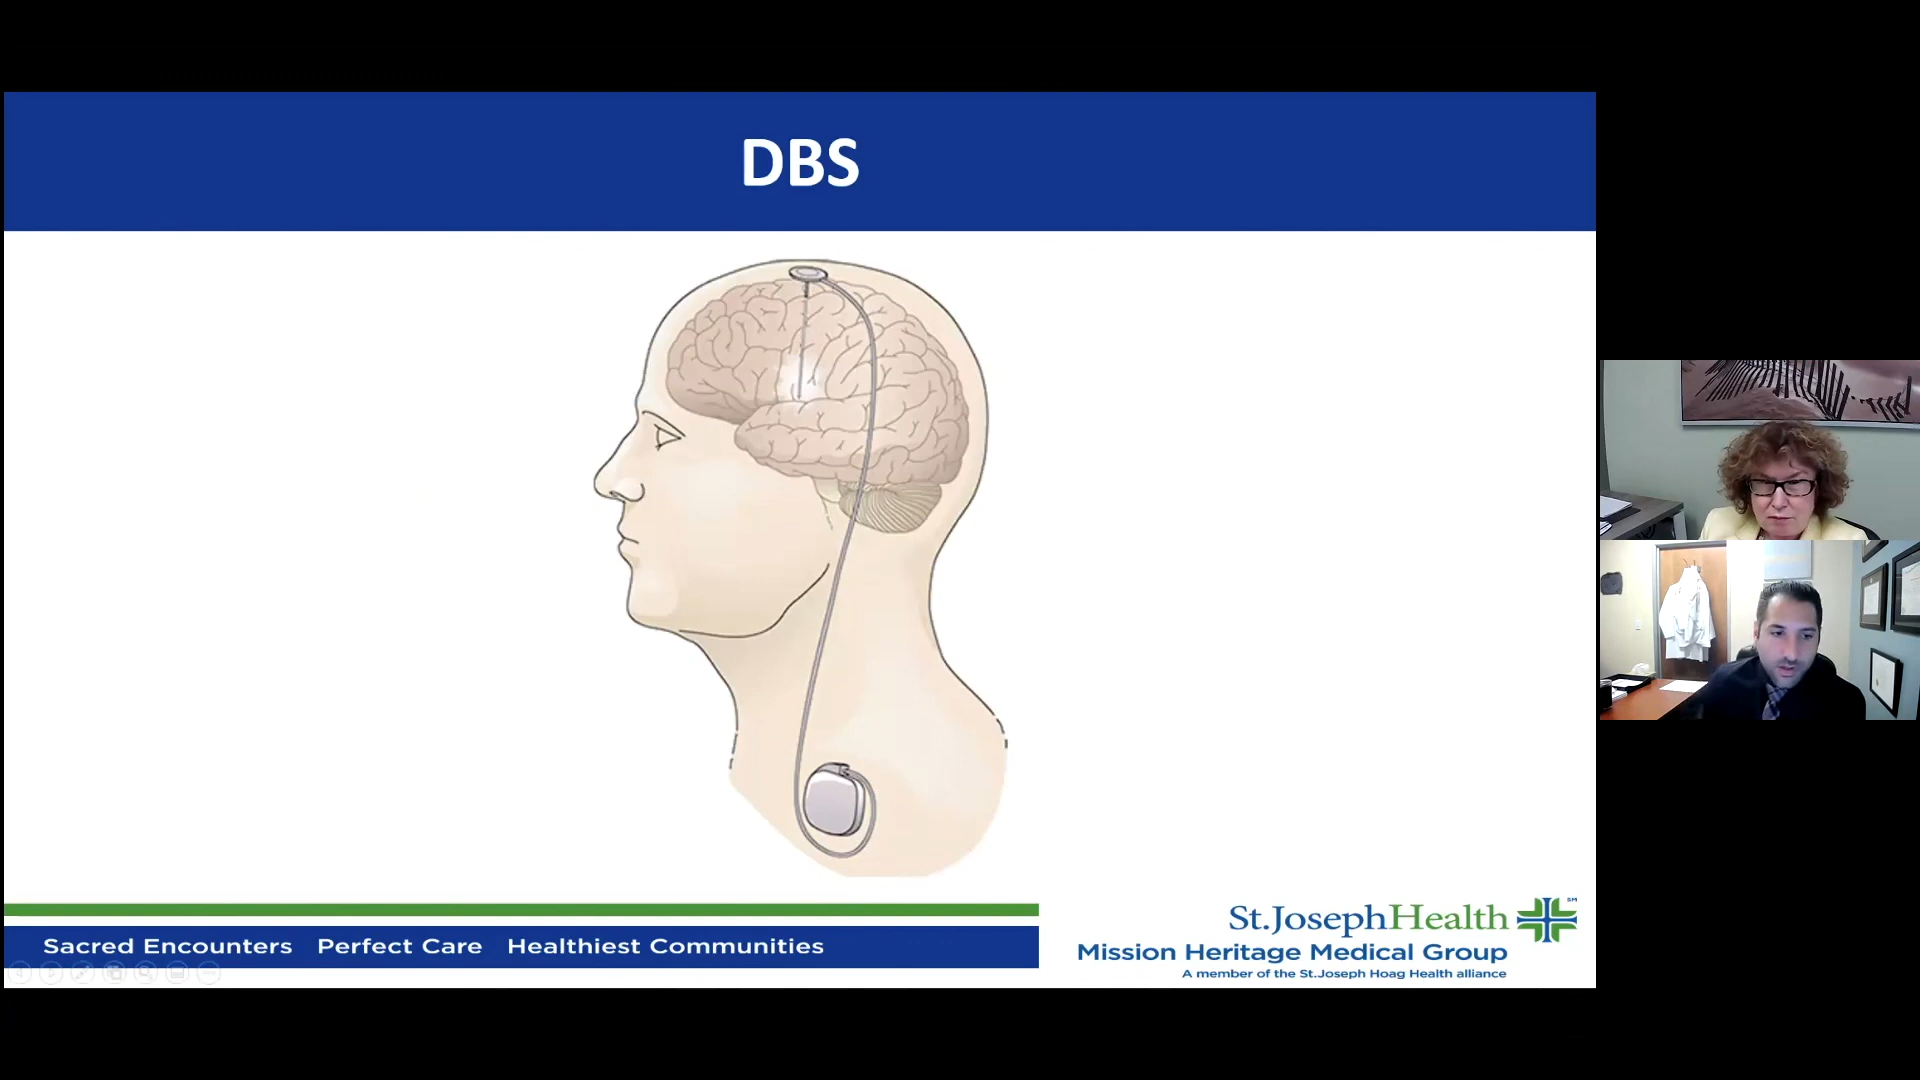 DBS
Sacred Encounters Perfect Care Healthiest Communities
St.JosephHealth SM
Mission Heritage Medical Group
A member of the St.Joseph Hoag Health alliance